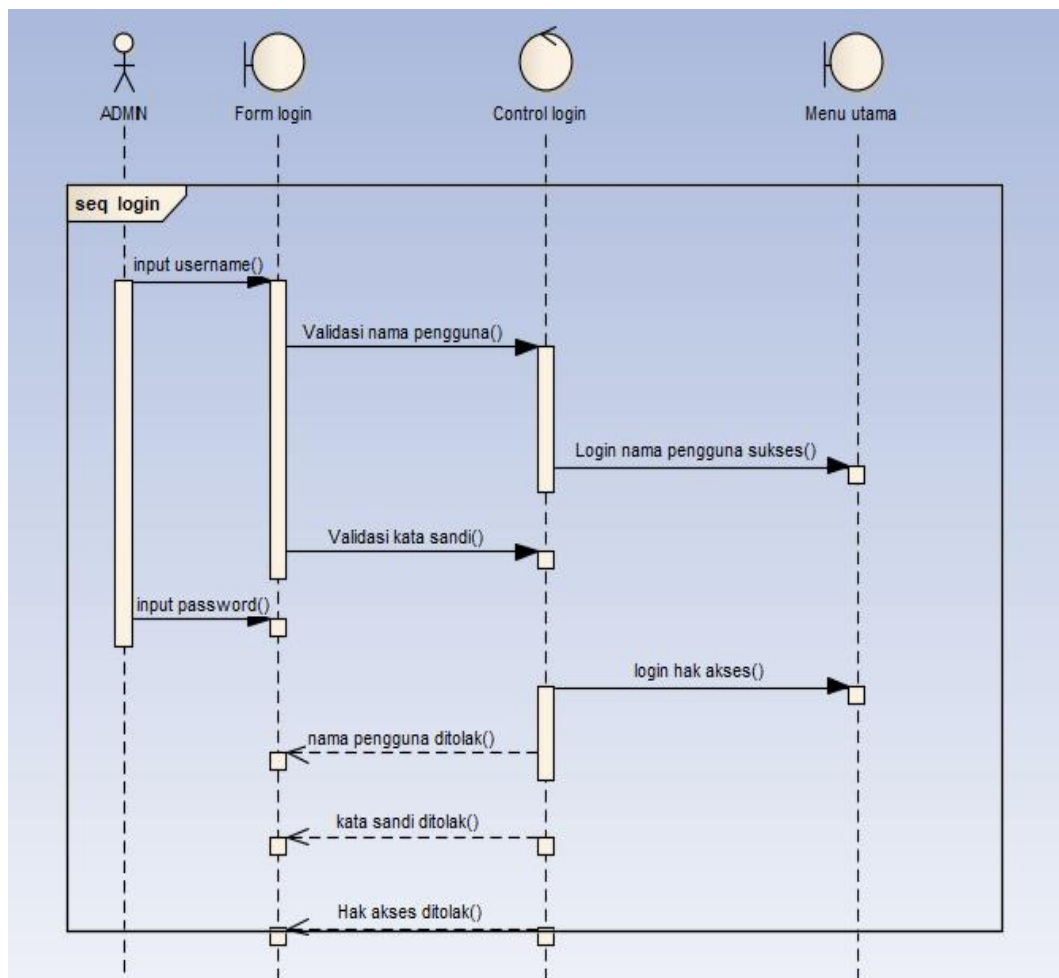 ADMIN
Form login
Control login
Menu utama
seq login
input username()
Validasi nama pengguna()
Login nama pengguna sukses()
Validasi kata sandi()
input password()
login hak akses()
nama pengguna ditolak()
kata sandi ditolak()
Hak akses ditolak()